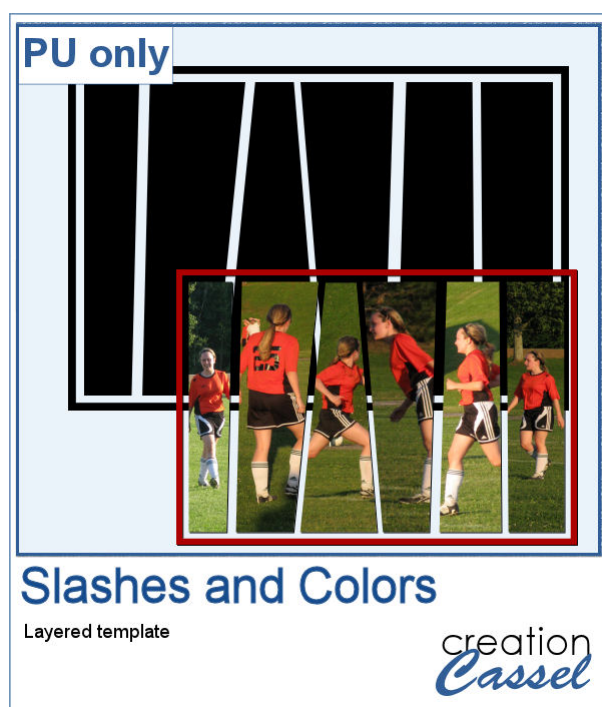 PU only
Slashes and Colors
Layered template
creation
Cassel